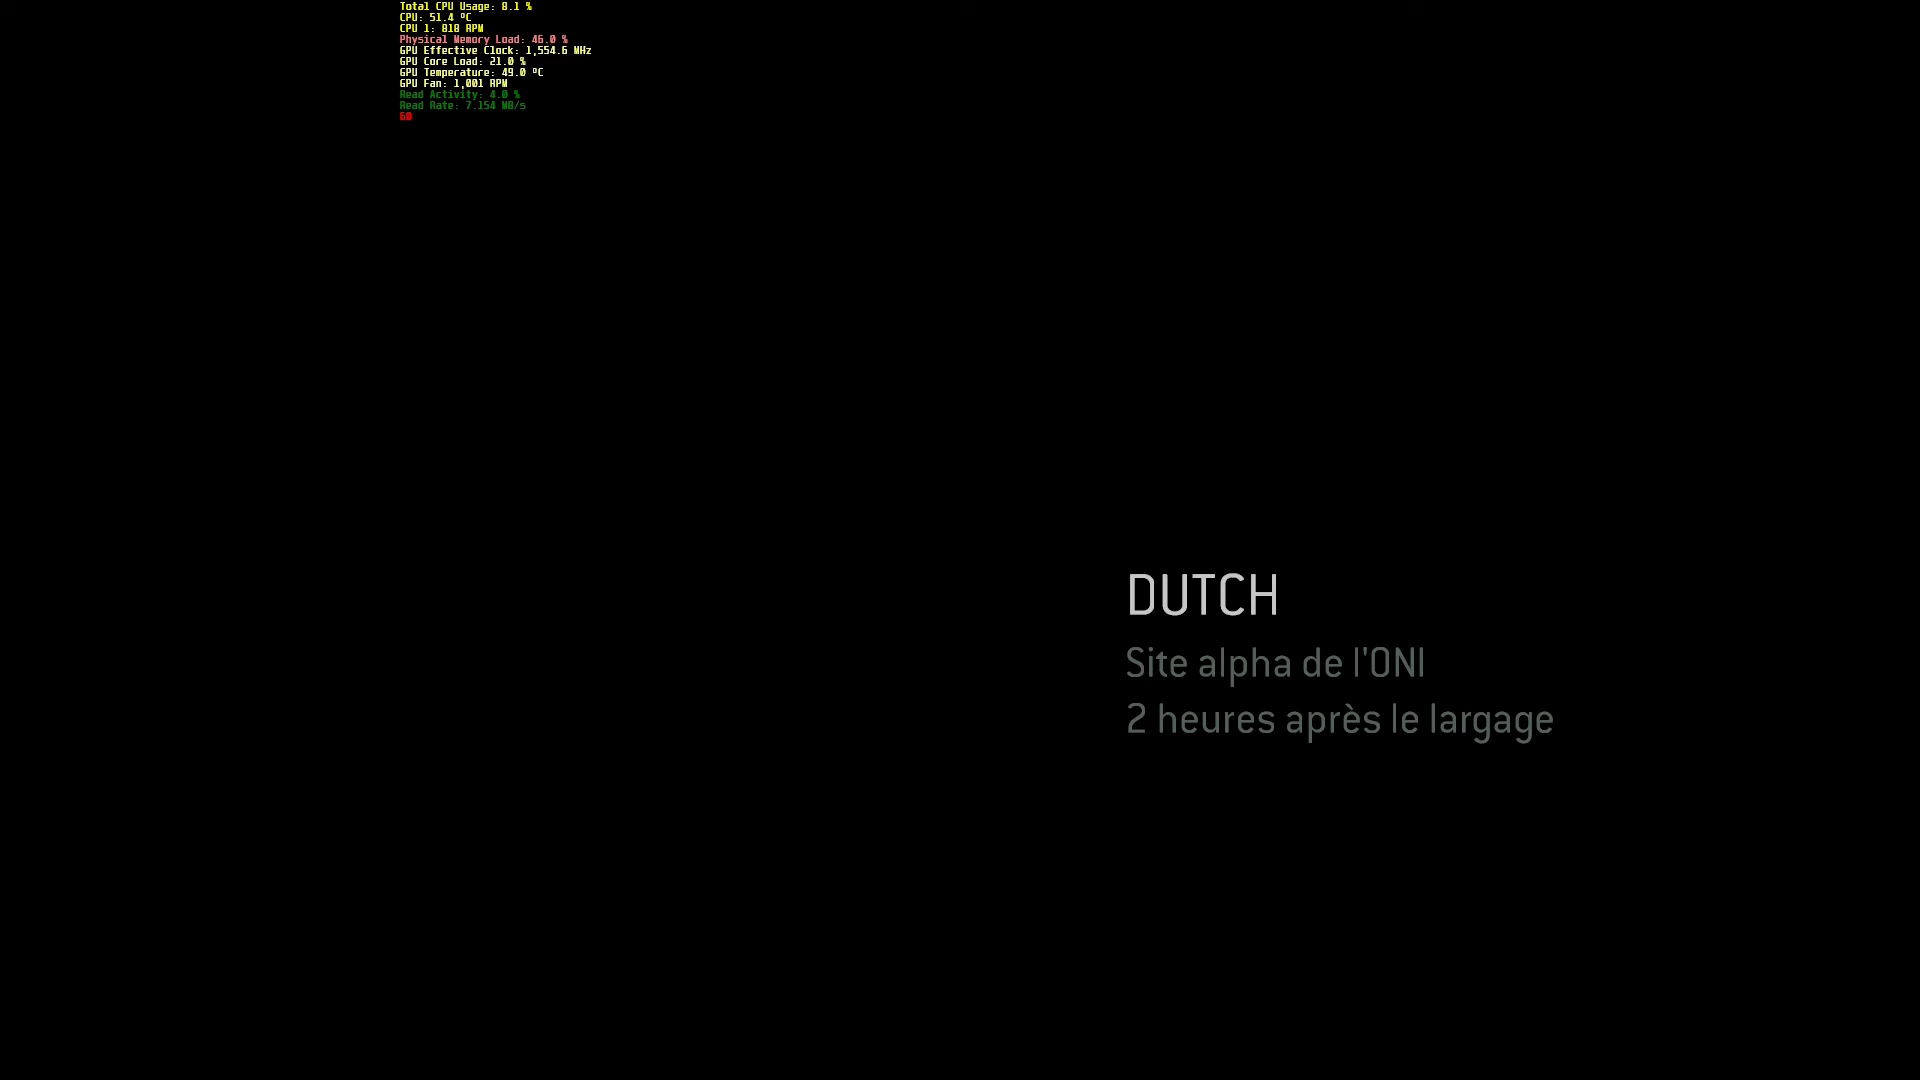 Total CPU Usage: 8.1 %
CPU: 51.4 ºC
CPU 1: 818 RPM
Physical Memory Load: 46.0 %
GPU Effective Clock: 1,554.6 MHz
GPU Core Load: 21.0 %
GPU Temperature: 49.0 ºC
GPU Fan: 1,001 RPM
Read Activity: 4.0 %
Read Rate: 7.154 MB/s
60
DUTCH
Site alpha de l'ONI
2 heures après le largage